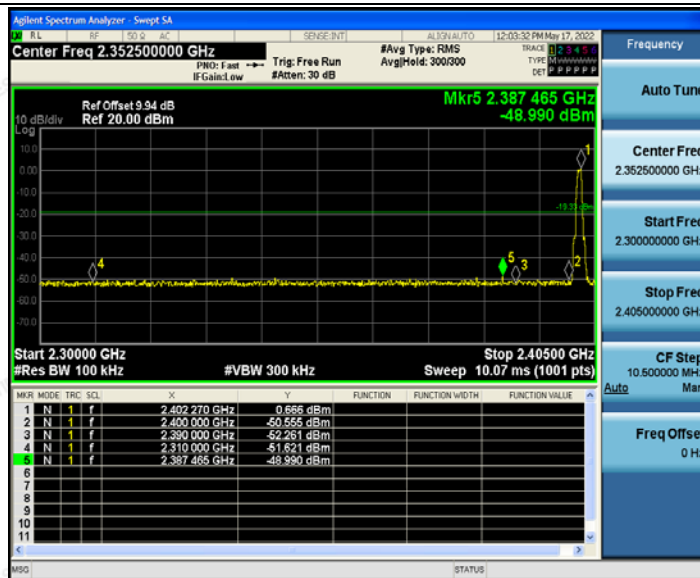 Agilent Spectrum Analyzer - Swept SA
RL RF 50 Ω AC SENSE:INT ALIGN AUTO 12:03:32 PM May 17, 2022
Center Freq 2.352500000 GHz
PNO: Fast
IFGain:Low
Trig: Free Run
#Atten: 30 dB
#Avg Type: RMS
Avg|Hold: 300/300
TRACE 1 2 3 4 5 6
TYPE M W W W W W
DET P P P P P P
Ref Offset 9.94 dB
10 dB/div Ref 20.00 dBm
Log
Mkr5 2.387 465 GHz
-48.990 dBm
10.0
0.00
-10.0
-20.0
-30.0
-40.0
-50.0
-60.0
-70.0
1
4
5
3
2
Start 2.30000 GHz
Stop 2.40500 GHz
#Res BW 100 kHz #VBW 300 kHz Sweep 10.07 ms (1001 pts)
MKR MODE TRC SCL X Y FUNCTION FUNCTION WIDTH FUNCTION VALUE
1 N 1 f 2.402 270 GHz 0.666 dBm
2 N 1 f 2.400 000 GHz -50.555 dBm
3 N 1 f 2.390 000 GHz -52.261 dBm
4 N 1 f 2.310 000 GHz -51.621 dBm
5 N 1 f 2.387 465 GHz -48.990 dBm
6
7
8
9
10
11
MSG STATUS
Frequency
Auto Tune
Center Freq
2.352500000 GHz
Start Freq
2.300000000 GHz
Stop Freq
2.405000000 GHz
CF Step
10.500000 MHz
Auto Man
Freq Offset
0 Hz